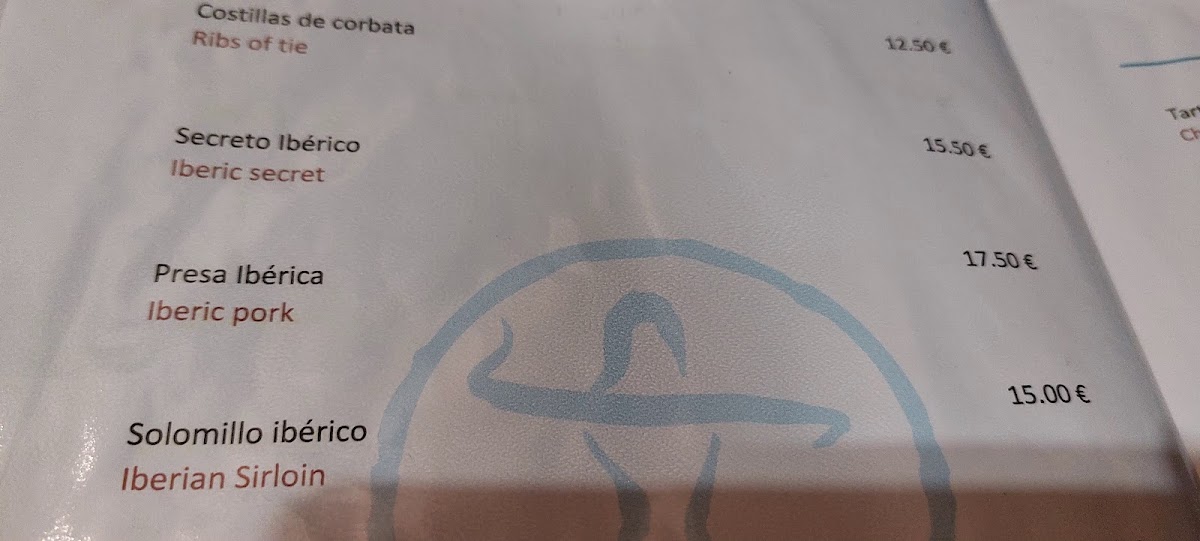 Costillas de corbata
Ribs of tie
12.50 €
Secreto Ibérico
Iberic secret
15.50 €
Presa Ibérica
Iberic pork
17.50 €
Solomillo ibérico
Iberian Sirloin
15.00 €